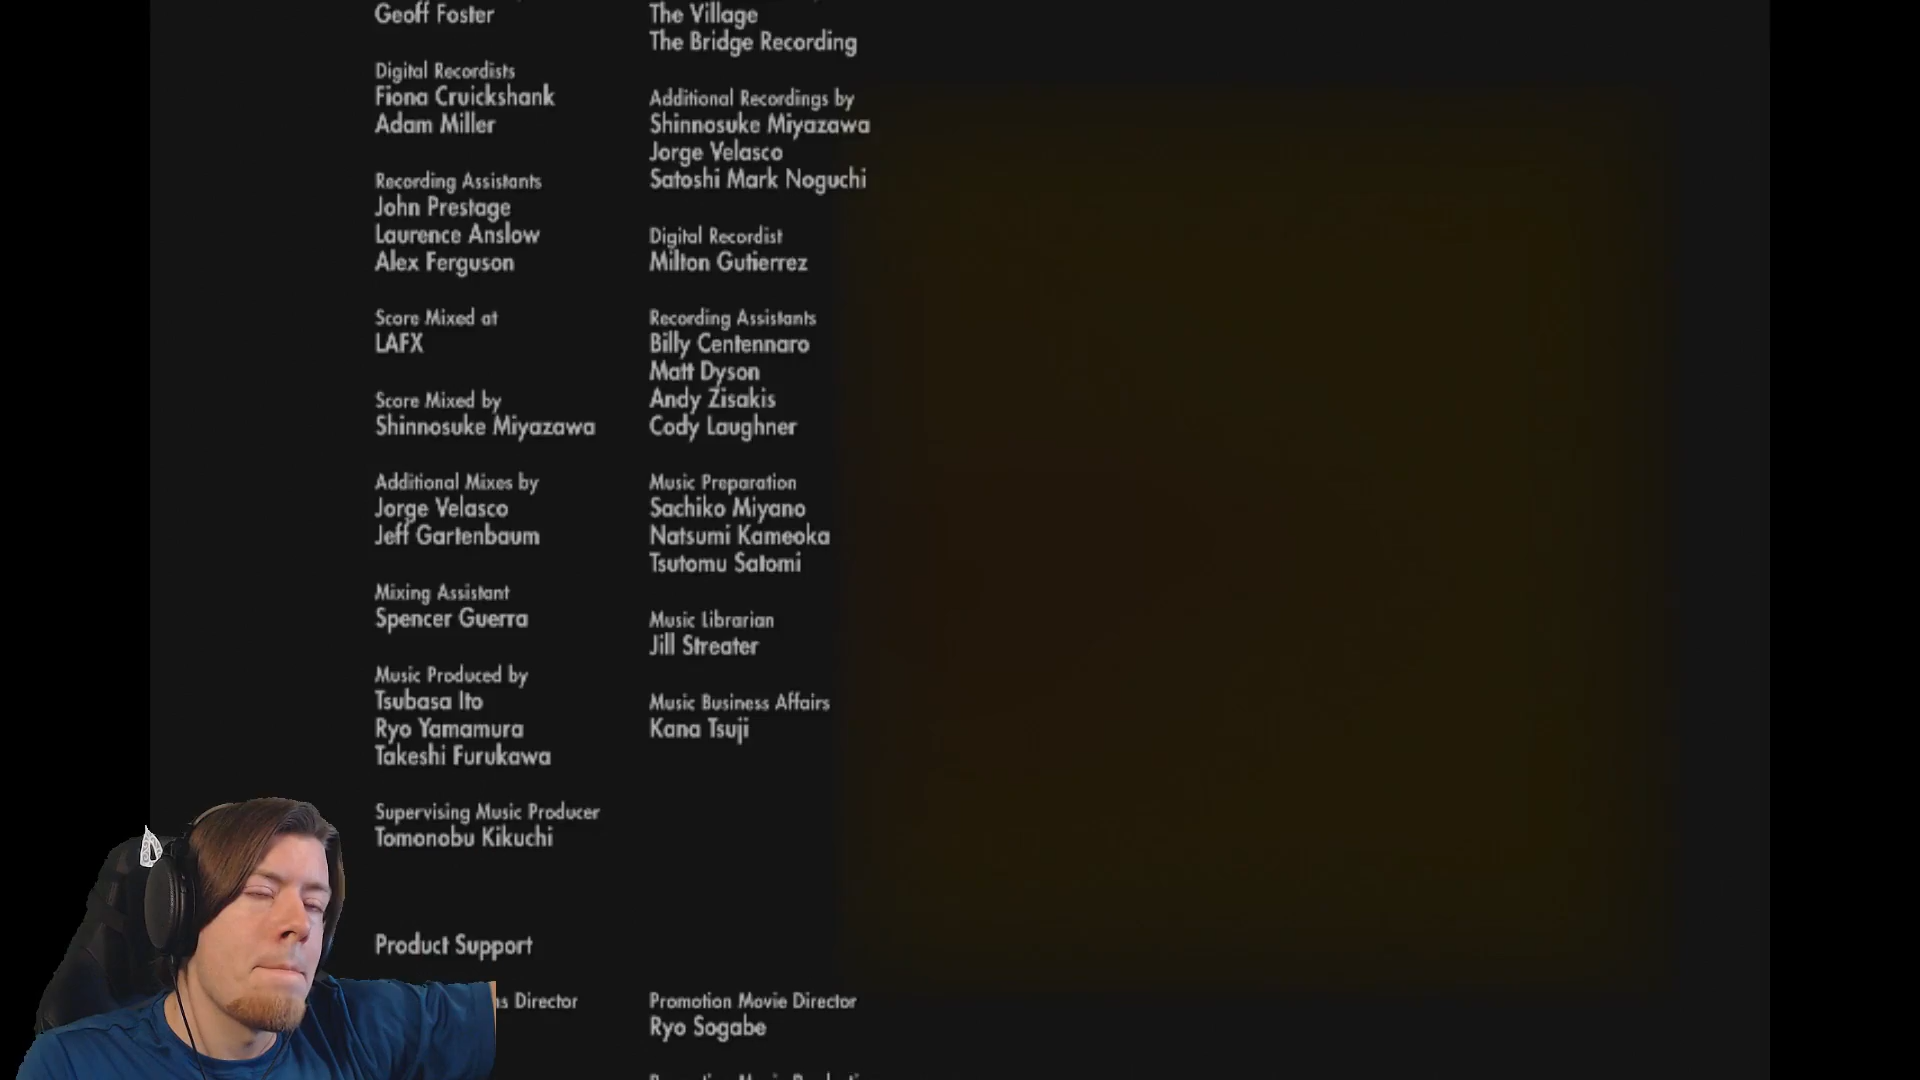 Geoff Foster
Digital Recordists
Fiona Cruickshank
Adam Miller
Recording Assistants
John Prestage
Laurence Anslow
Alex Ferguson
Score Mixed at
LAFX
Score Mixed by
Shinnosuke Miyazawa
Additional Mixes by
Jorge Velasco
Jeff Gartenbaum
Mixing Assistant
Spencer Guerra
Music Produced by
Tsubasa Ito
Ryo Yamamura
Takeshi Furukawa
Supervising Music Producer
Tomonobu Kikuchi
The Village
The Bridge Recording
Additional Recordings by
Shinnosuke Miyazawa
Jorge Velasco
Satoshi Mark Noguchi
Digital Recordist
Milton Gutierrez
Recording Assistants
Billy Centennaro
Matt Dyson
Andy Zisakis
Cody Laughner
Music Preparation
Sachiko Miyano
Natsumi Kameoka
Tsutomu Satomi
Music Librarian
Jill Streater
Music Business Affairs
Kana Tsuji
Product Support
Director
Promotion Movie Director
Ryo Sogabe